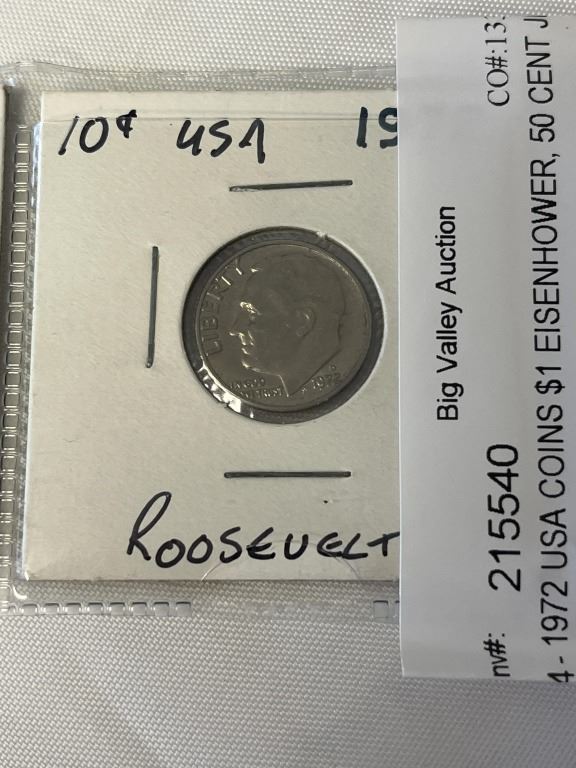 10¢ USA 19
LIBERTY
IN GOD
WE TRUST
D
1972
ROOSEVELT
CO#:13
Big Valley Auction
nv#: 215540
4 - 1972 USA COINS $1 EISENHOWER, 50 CENT J